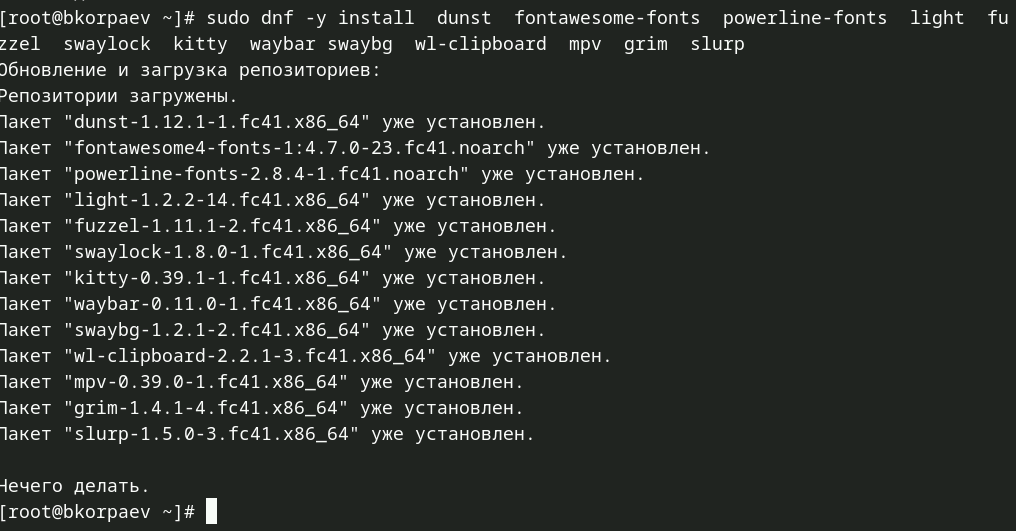 [root@bkorpaev ~]# sudo dnf -y install  dunst  fontawesome-fonts  powerline-fonts  light  fu
zzel  swaylock  kitty  waybar swaybg  wl-clipboard  mpv  grim  slurp
Обновление и загрузка репозиториев:
Репозитории загружены.
Пакет "dunst-1.12.1-1.fc41.x86_64" уже установлен.
Пакет "fontawesome4-fonts-1:4.7.0-23.fc41.noarch" уже установлен.
Пакет "powerline-fonts-2.8.4-1.fc41.noarch" уже установлен.
Пакет "light-1.2.2-14.fc41.x86_64" уже установлен.
Пакет "fuzzel-1.11.1-2.fc41.x86_64" уже установлен.
Пакет "swaylock-1.8.0-1.fc41.x86_64" уже установлен.
Пакет "kitty-0.39.1-1.fc41.x86_64" уже установлен.
Пакет "waybar-0.11.0-1.fc41.x86_64" уже установлен.
Пакет "swaybg-1.2.1-2.fc41.x86_64" уже установлен.
Пакет "wl-clipboard-2.2.1-3.fc41.x86_64" уже установлен.
Пакет "mpv-0.39.0-1.fc41.x86_64" уже установлен.
Пакет "grim-1.4.1-4.fc41.x86_64" уже установлен.
Пакет "slurp-1.5.0-3.fc41.x86_64" уже установлен.
Нечего делать.
[root@bkorpaev ~]#